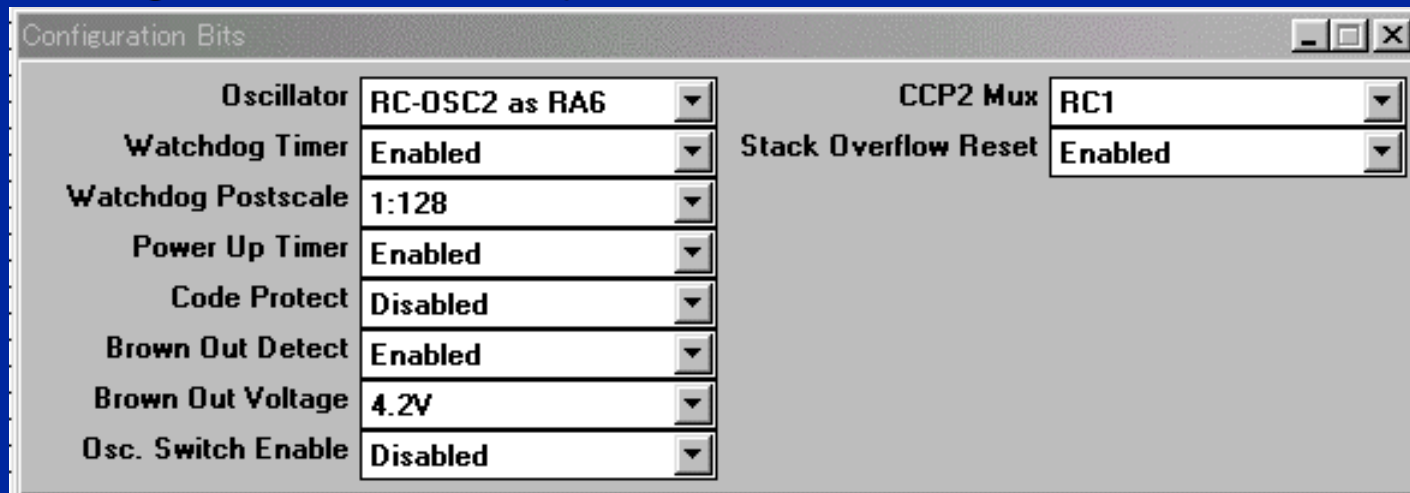 Configuration Bits
Oscillator RC-OSC2 as RA6 CCP2 Mux RC1
Watchdog Timer Enabled Stack Overflow Reset Enabled
Watchdog Postscale 1:128
Power Up Timer Enabled
Code Protect Disabled
Brown Out Detect Enabled
Brown Out Voltage 4.2V
Osc. Switch Enable Disabled